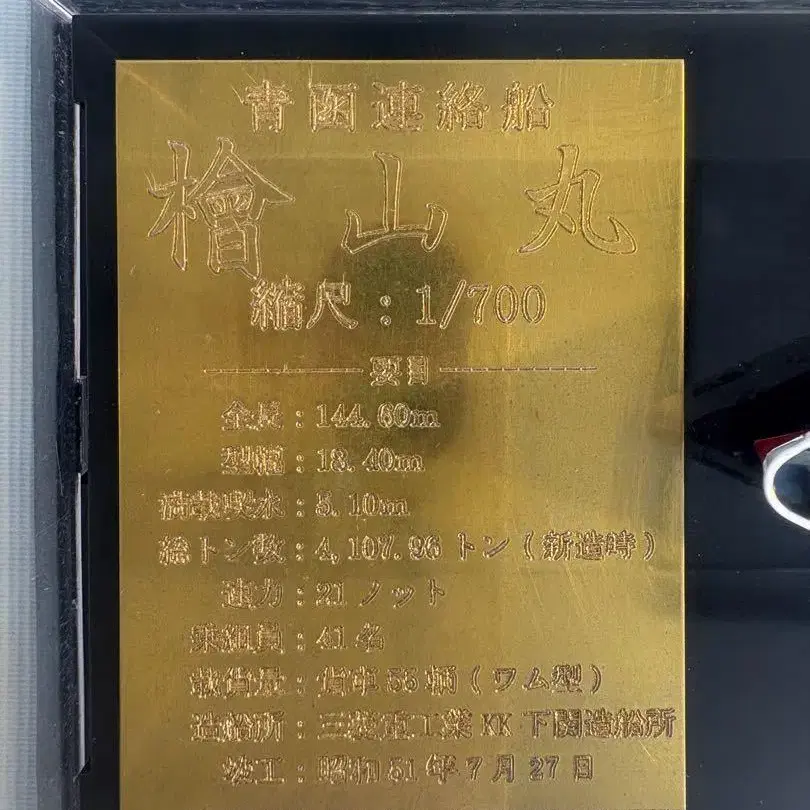 青函連絡船
檜山丸
縮尺：1/700
要目
全長：144.60m
型幅：18.40m
満載喫水：5.10m
総トン数：4,107.96トン（新造時）
速力：21ノット
乗組員：41名
載貨量：貨車55輌（ワム型）
造船所：三菱重工業KK下関造船所
竣工：昭和51年7月27日